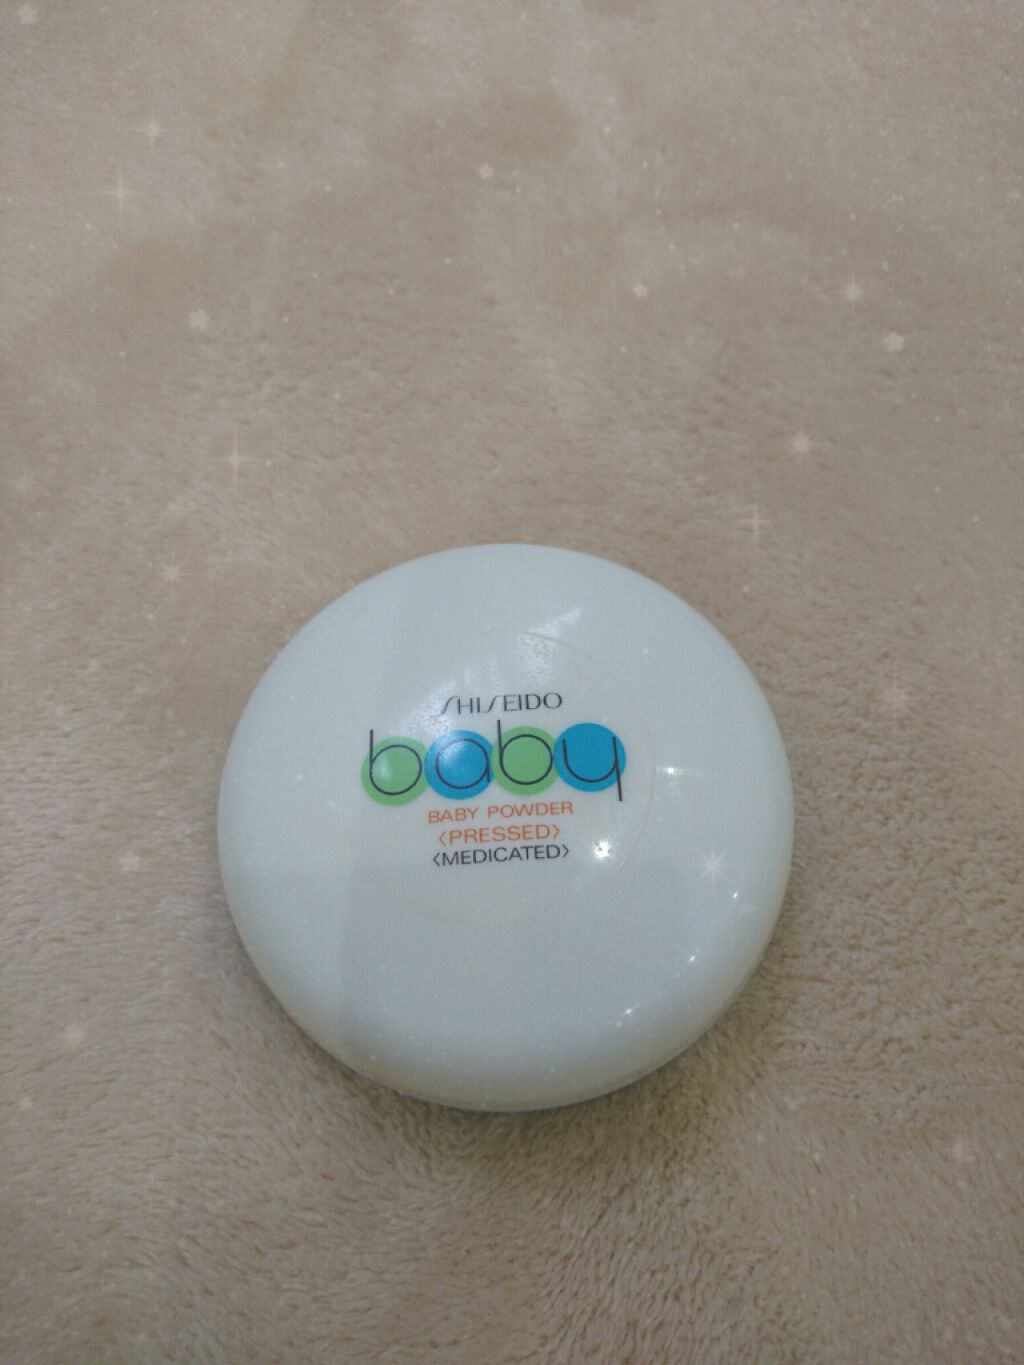 SHISEIDO
baby
BABY POWDER
〈PRESSED〉
〈MEDICATED〉